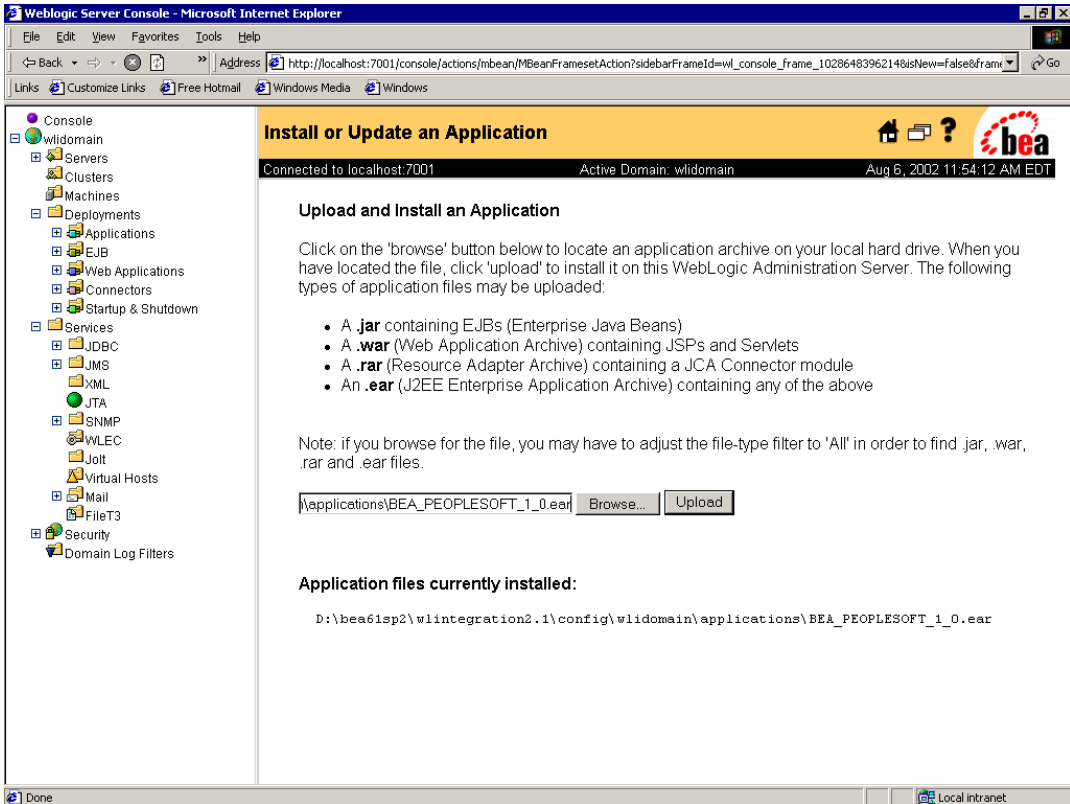 Weblogic Server Console - Microsoft Internet Explorer
File Edit View Favorites Tools Help
Back » Address http://localhost:7001/console/actions/mbean/MBeanFramesetAction?sidebarFrameId=wl_console_frame_1028648396214&isNew=false&frame Go
Links Customize Links Free Hotmail Windows Media Windows
Console
wlidomain
Servers
Clusters
Machines
Deployments
Applications
EJB
Web Applications
Connectors
Startup & Shutdown
Services
JDBC
JMS
XML
JTA
SNMP
WLEC
Jolt
Virtual Hosts
Mail
FileT3
Security
Domain Log Filters
Install or Update an Application
? bea
Connected to localhost:7001 Active Domain: wlidomain Aug 6, 2002 11:54:12 AM EDT
Upload and Install an Application
Click on the 'browse' button below to locate an application archive on your local hard drive. When you
have located the file, click 'upload' to install it on this WebLogic Administration Server. The following
types of application files may be uploaded:
• A .jar containing EJBs (Enterprise Java Beans)
• A .war (Web Application Archive) containing JSPs and Servlets
• A .rar (Resource Adapter Archive) containing a JCA Connector module
• An .ear (J2EE Enterprise Application Archive) containing any of the above
Note: if you browse for the file, you may have to adjust the file-type filter to 'All' in order to find .jar, .war,
.rar and .ear files.
\applications\BEA_PEOPLESOFT_1_0.ear Browse... Upload
Application files currently installed:
D:\bea61sp2\wlintegration2.1\config\wlidomain\applications\BEA_PEOPLESOFT_1_0.ear
Done Local intranet